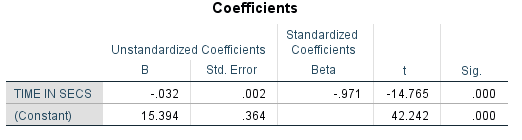 Coefficients
Unstandardized Coefficients Standardized Coefficients
B Std. Error Beta t Sig.
TIME IN SECS -.032 .002 -.971 -14.765 .000
(Constant) 15.394 .364 42.242 .000